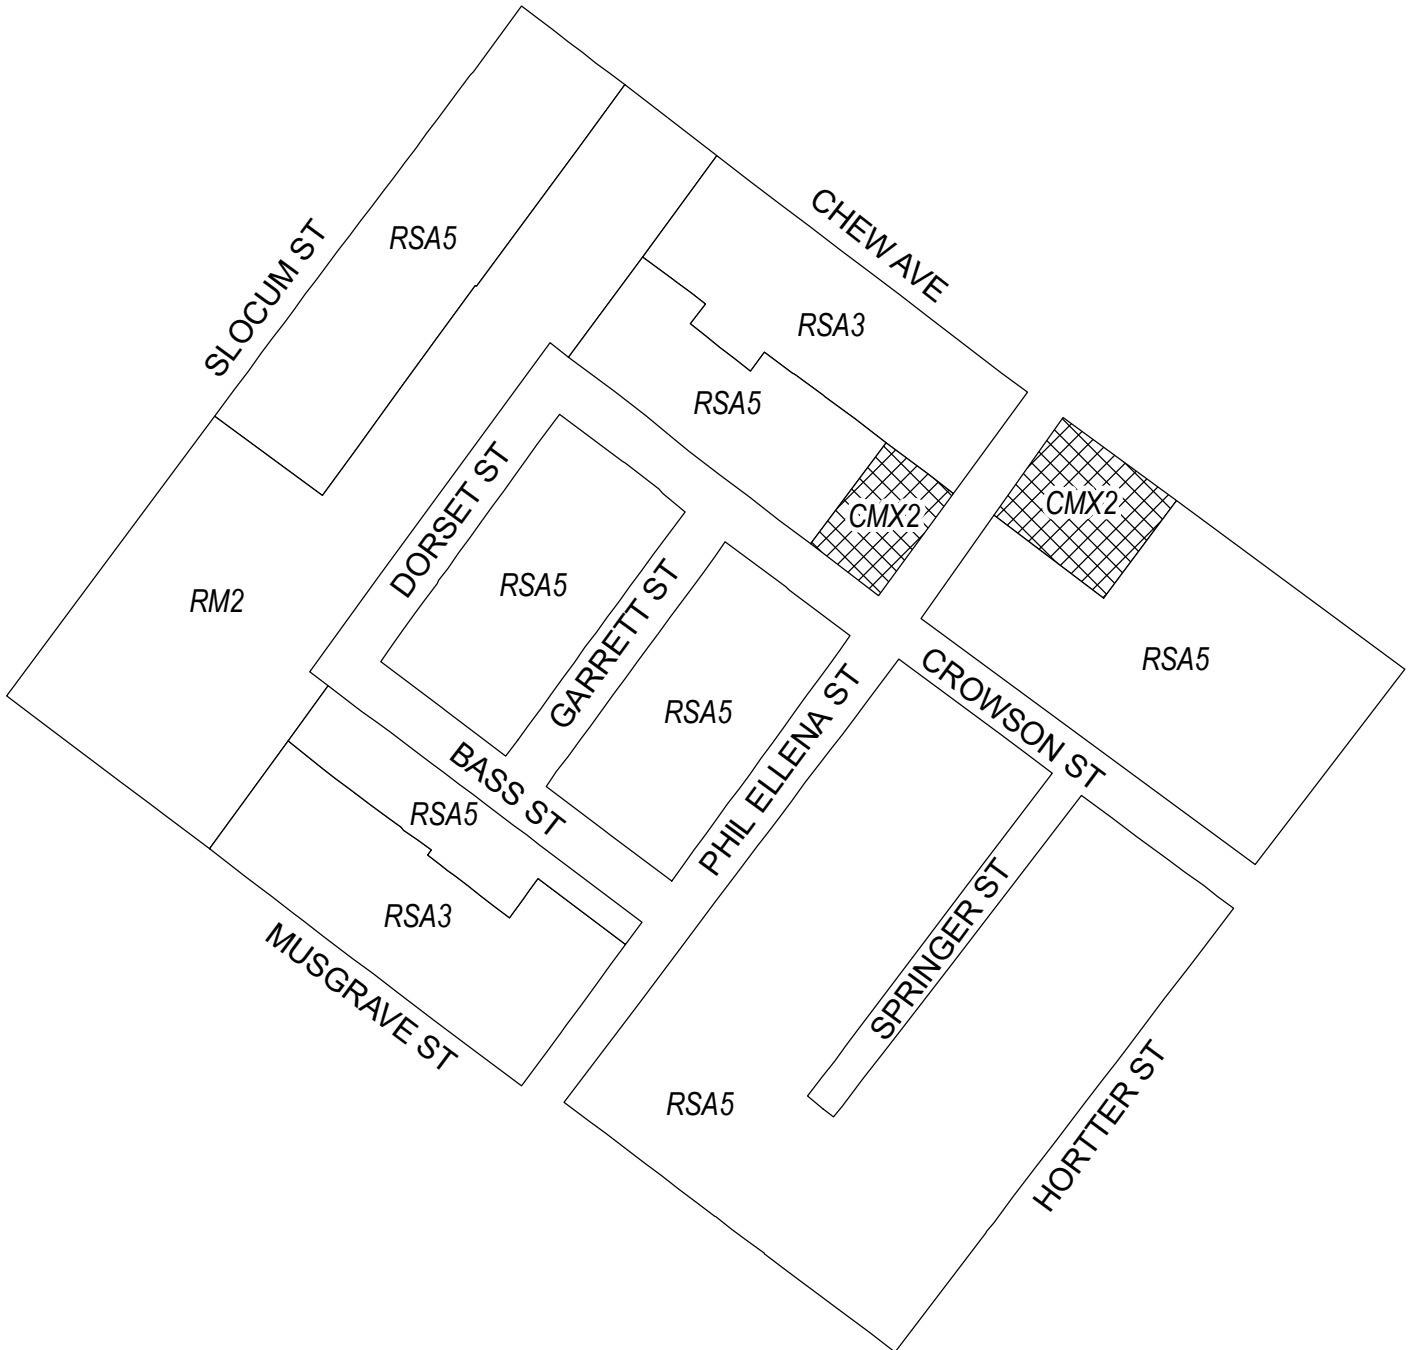 CHEW AVE
RSA5
SLOCUM ST
RSA3
RSA5
DORSET ST
CMX2
CMX2
RSA5
GARRETT ST
RM2
RSA5
RSA5
CROWSON ST
PHIL ELLENA ST
BASS ST
RSA5
RSA3
SPRINGER ST
MUSGRAVE ST
RSA5
HORTTER ST